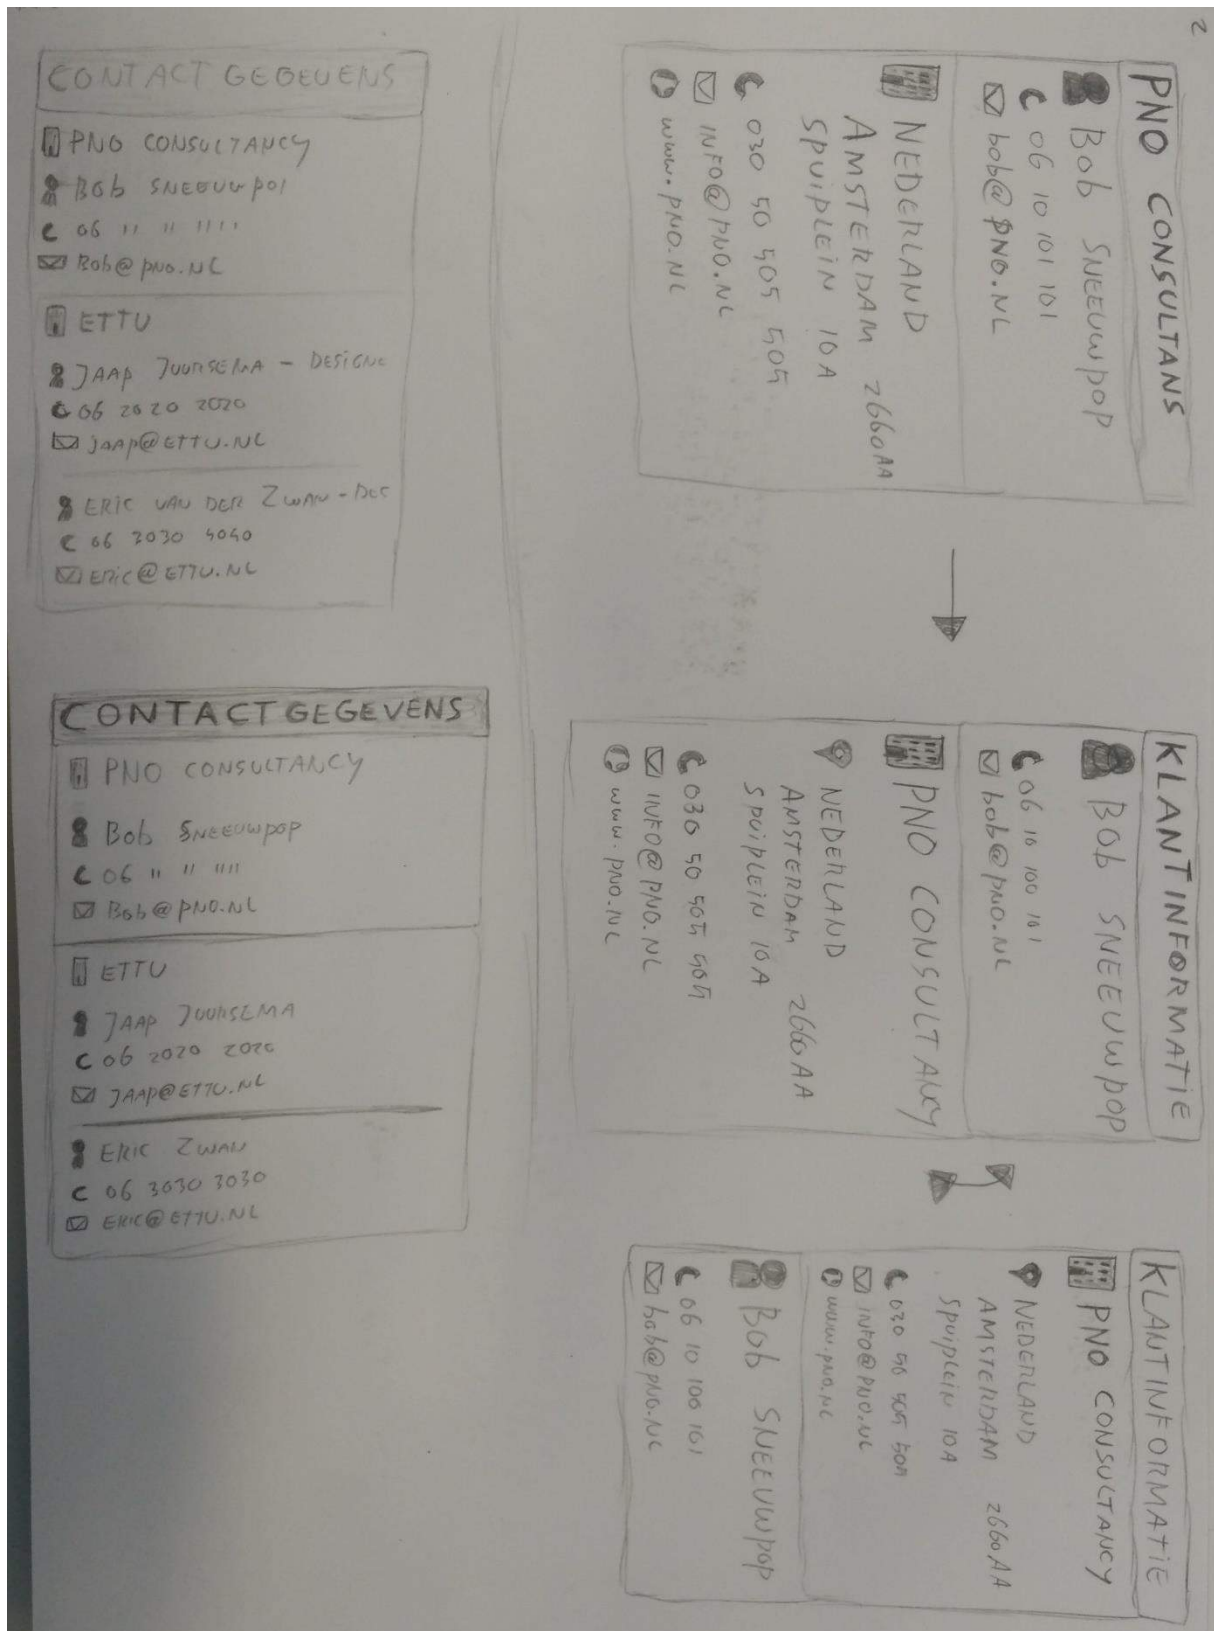 2
CONTACT GEGEVENS
PNO CONSULTANCY
Bob SNEEUWPOP
06 " " ""
Bob@PNO.NL
ETTU
JAAP JUURSEMA - DESIGNE
06 2020 2020
jAAP@ETTU.NL
ERIC VAN DER ZWAN - DES
06 3030 4040
ERIC@ETTU.NL
CONTACT GEGEVENS
PNO CONSULTANCY
Bob SNEEUWPOP
06 " " ""
Bob@PNO.NL
ETTU
JAAP JUURSEMA
06 2020 2020
JAAP@ETTU.NL
ERIC ZWAN
06 3030 3030
ERIC@ETTU.NL
PNO CONSULTANS
Bob SNEEUWPOP
06 10 101 101
bob@PNO.NL
NEDERLAND
AMSTERDAM 2660AA
SPUIPLEIN 10A
030 50 505 505
INFO@PNO.NL
www.PNO.NL
KLANTINFORMATIE
Bob SNEEUWPOP
06 10 100 101
bob@PNO.NL
PNO CONSULTANCY
NEDERLAND
AMSTERDAM 2660AA
SPUIPLEIN 10A
030 50 505 505
INFO@PNO.NL
www.PNO.NL
KLANTINFORMATIE
PNO CONSULTANCY
NEDERLAND
AMSTERDAM 2660AA
SPUIPLEIN 10A
030 50 505 505
INFO@PNO.NL
www.PNO.NL
Bob SNEEUWPOP
06 10 100 101
bob@PNO.NL